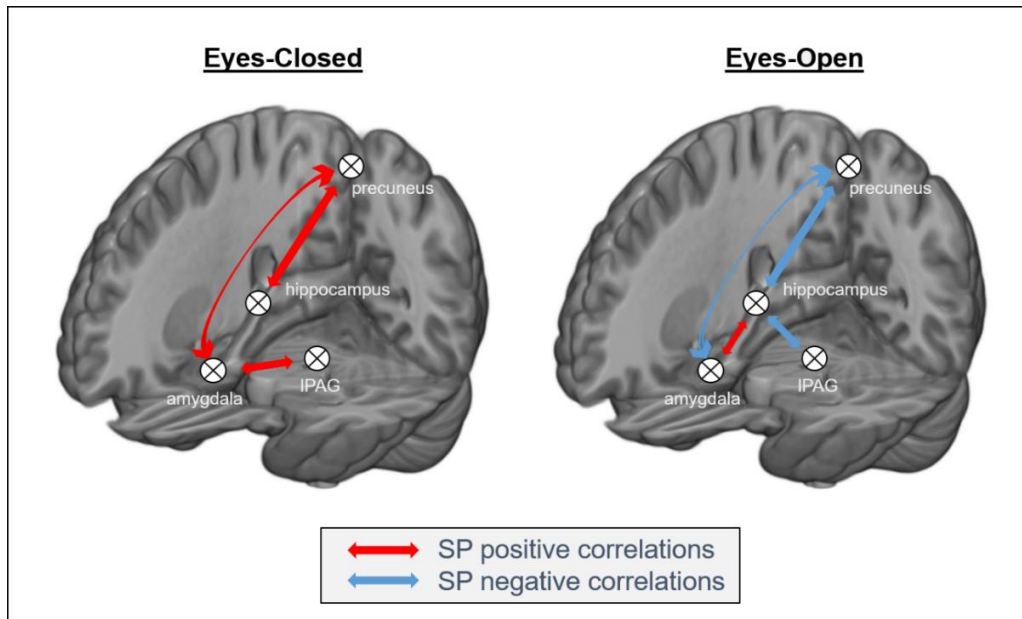 Eyes-Closed
Eyes-Open
precuneus
hippocampus
amygdala
lPAG
precuneus
hippocampus
amygdala
lPAG
SP positive correlations
SP negative correlations